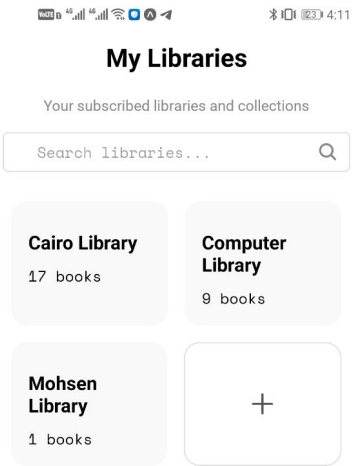 4:11
My Libraries
Your subscribed libraries and collections
Search libraries...
Cairo Library
17 books
Computer
Library
9 books
Mohsen
Library
1 books